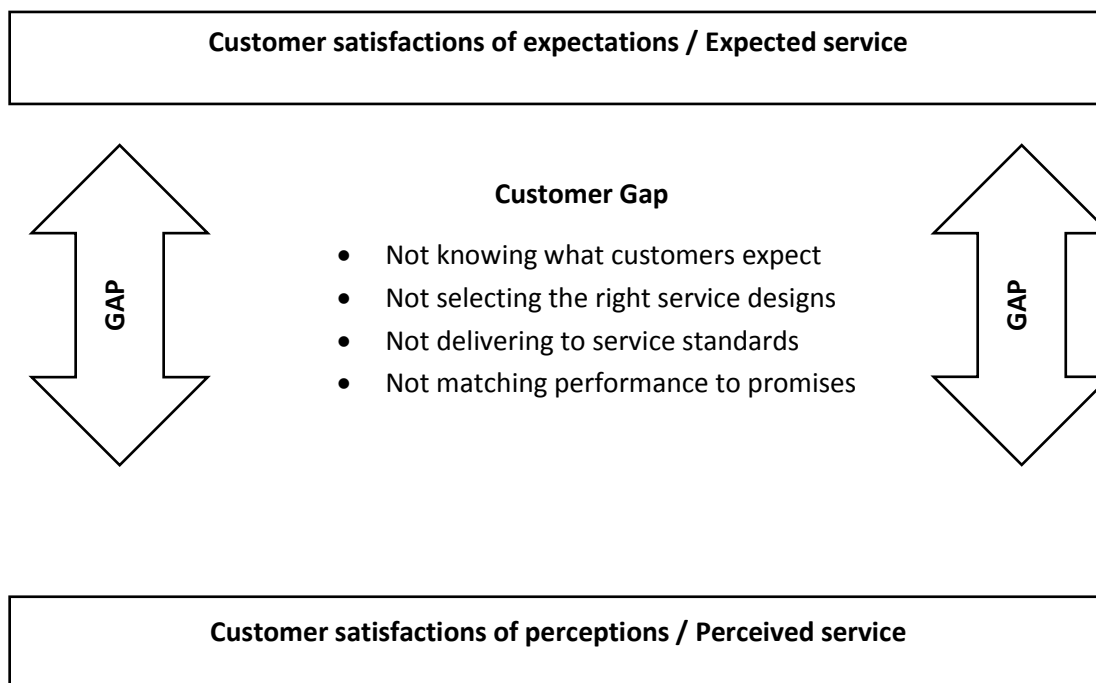 Customer satisfactions of expectations / Expected service
Customer Gap
• Not knowing what customers expect
• Not selecting the right service designs
• Not delivering to service standards
• Not matching performance to promises
GAP
GAP
Customer satisfactions of perceptions / Perceived service